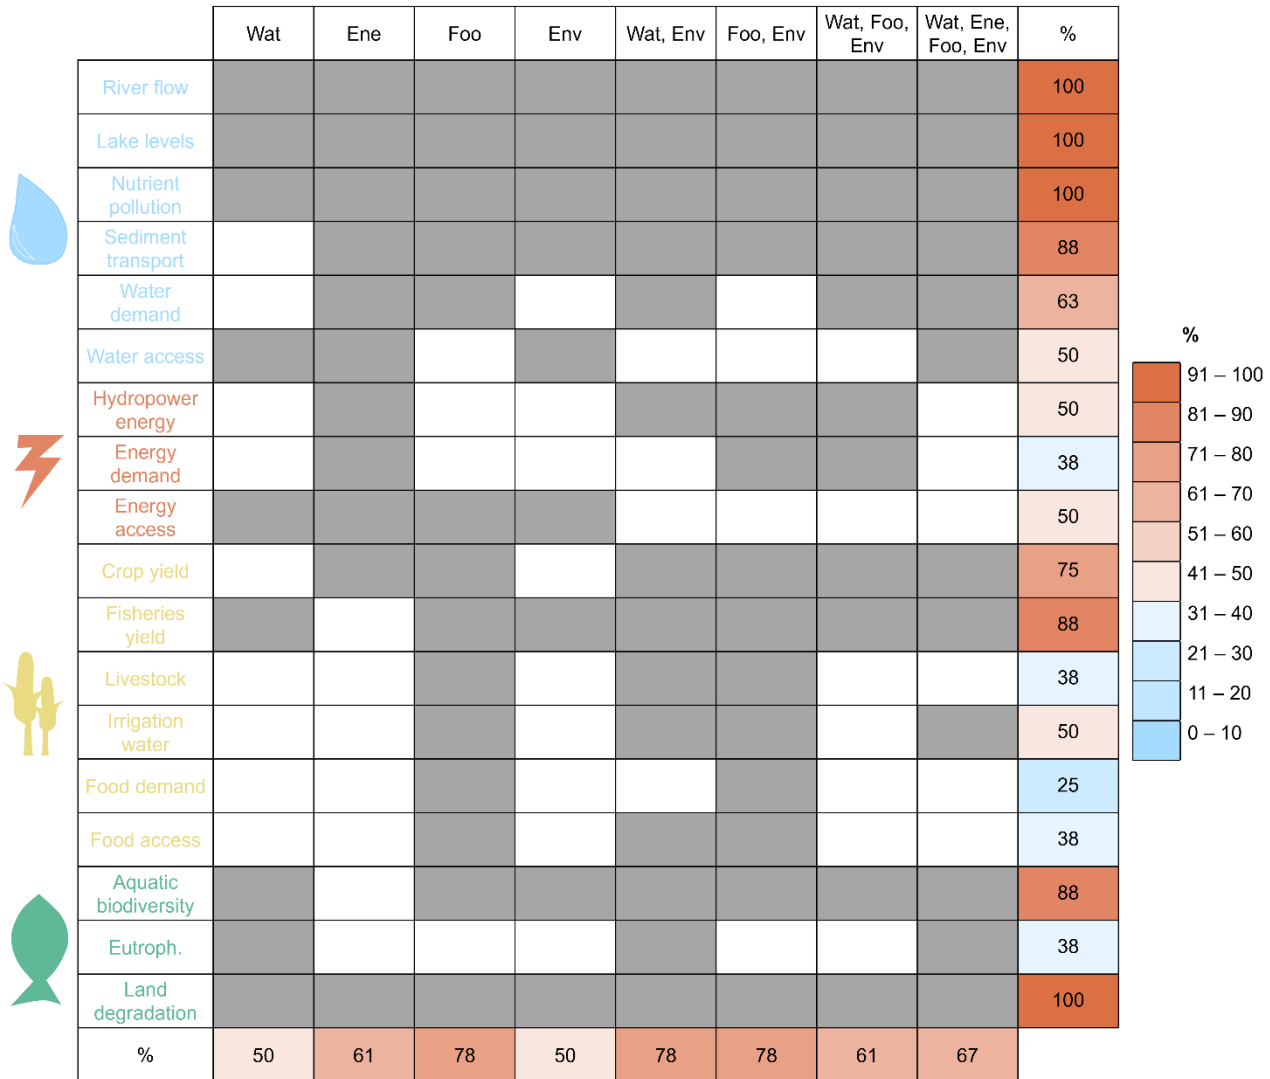 Wat Ene Foo Env Wat, Env Foo, Env Wat, Foo, Env Wat, Ene, Foo, Env %
River flow 100
Lake levels 100
Nutrient pollution 100
Sediment transport 88
Water demand 63
Water access 50
Hydropower energy 50
Energy demand 38
Energy access 50
Crop yield 75
Fisheries yield 88
Livestock 38
Irrigation water 50
Food demand 25
Food access 38
Aquatic biodiversity 88
Eutroph. 38
Land degradation 100
% 50 61 78 50 78 78 61 67
%
91 – 100
81 – 90
71 – 80
61 – 70
51 – 60
41 – 50
31 – 40
21 – 30
11 – 20
0 – 10